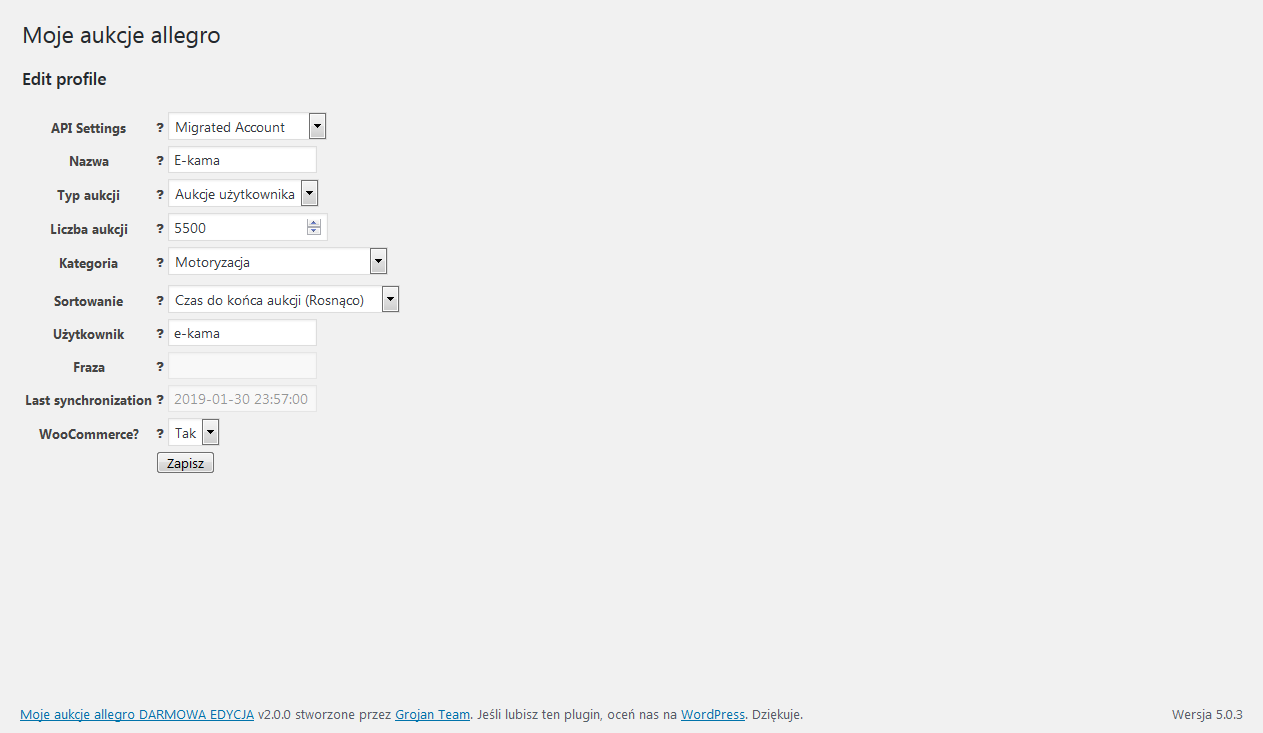 Moje aukcje allegro
Edit profile
API Settings ? Migrated Account
Nazwa ? E-kama
Typ aukcji ? Aukcje użytkownika
Liczba aukcji ? 5500
Kategoria ? Motoryzacja
Sortowanie ? Czas do końca aukcji (Rosnąco)
Użytkownik ? e-kama
Fraza ?
Last synchronization ? 2019-01-30 23:57:00
WooCommerce? ? Tak
Zapisz
Moje aukcje allegro DARMOWA EDYCJA v2.0.0 stworzone przez Grojan Team. Jeśli lubisz ten plugin, oceń nas na WordPress. Dziękuje. Wersja 5.0.3